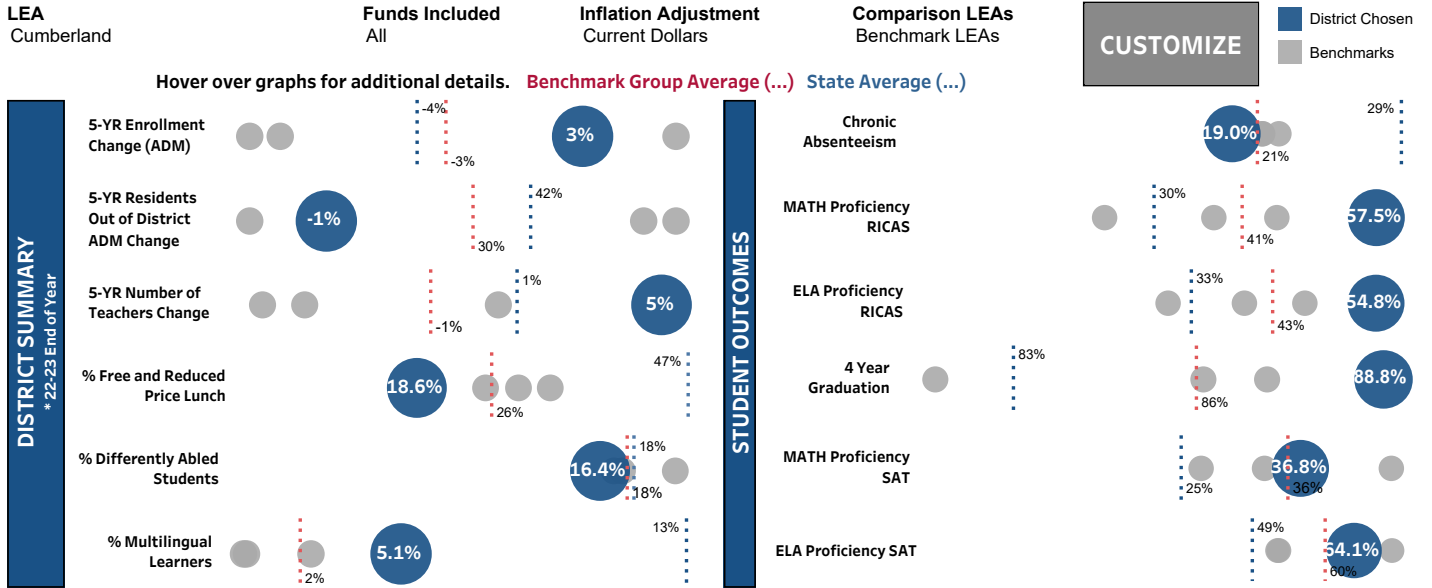 LEA
Cumberland
Funds Included
All
Inflation Adjustment
Current Dollars
Comparison LEAs
Benchmark LEAs
CUSTOMIZE
District Chosen
Benchmarks
Hover over graphs for additional details. Benchmark Group Average (...) State Average (...)
DISTRICT SUMMARY
* 22-23 End of Year
5-YR Enrollment
Change (ADM)
-4%
-3%
3%
5-YR Residents
Out of District
ADM Change
-1%
30%
42%
5-YR Number of
Teachers Change
-1%
1%
5%
% Free and Reduced
Price Lunch
18.6%
26%
47%
% Differently Abled
Students
16.4%
18%
18%
% Multilingual
Learners
2%
5.1%
13%
STUDENT OUTCOMES
Chronic
Absenteeism
19.0%
21%
29%
MATH Proficiency
RICAS
30%
41%
57.5%
ELA Proficiency
RICAS
33%
43%
54.8%
4 Year
Graduation
83%
86%
88.8%
MATH Proficiency
SAT
25%
36.8%
36%
ELA Proficiency SAT
49%
64.1%
60%